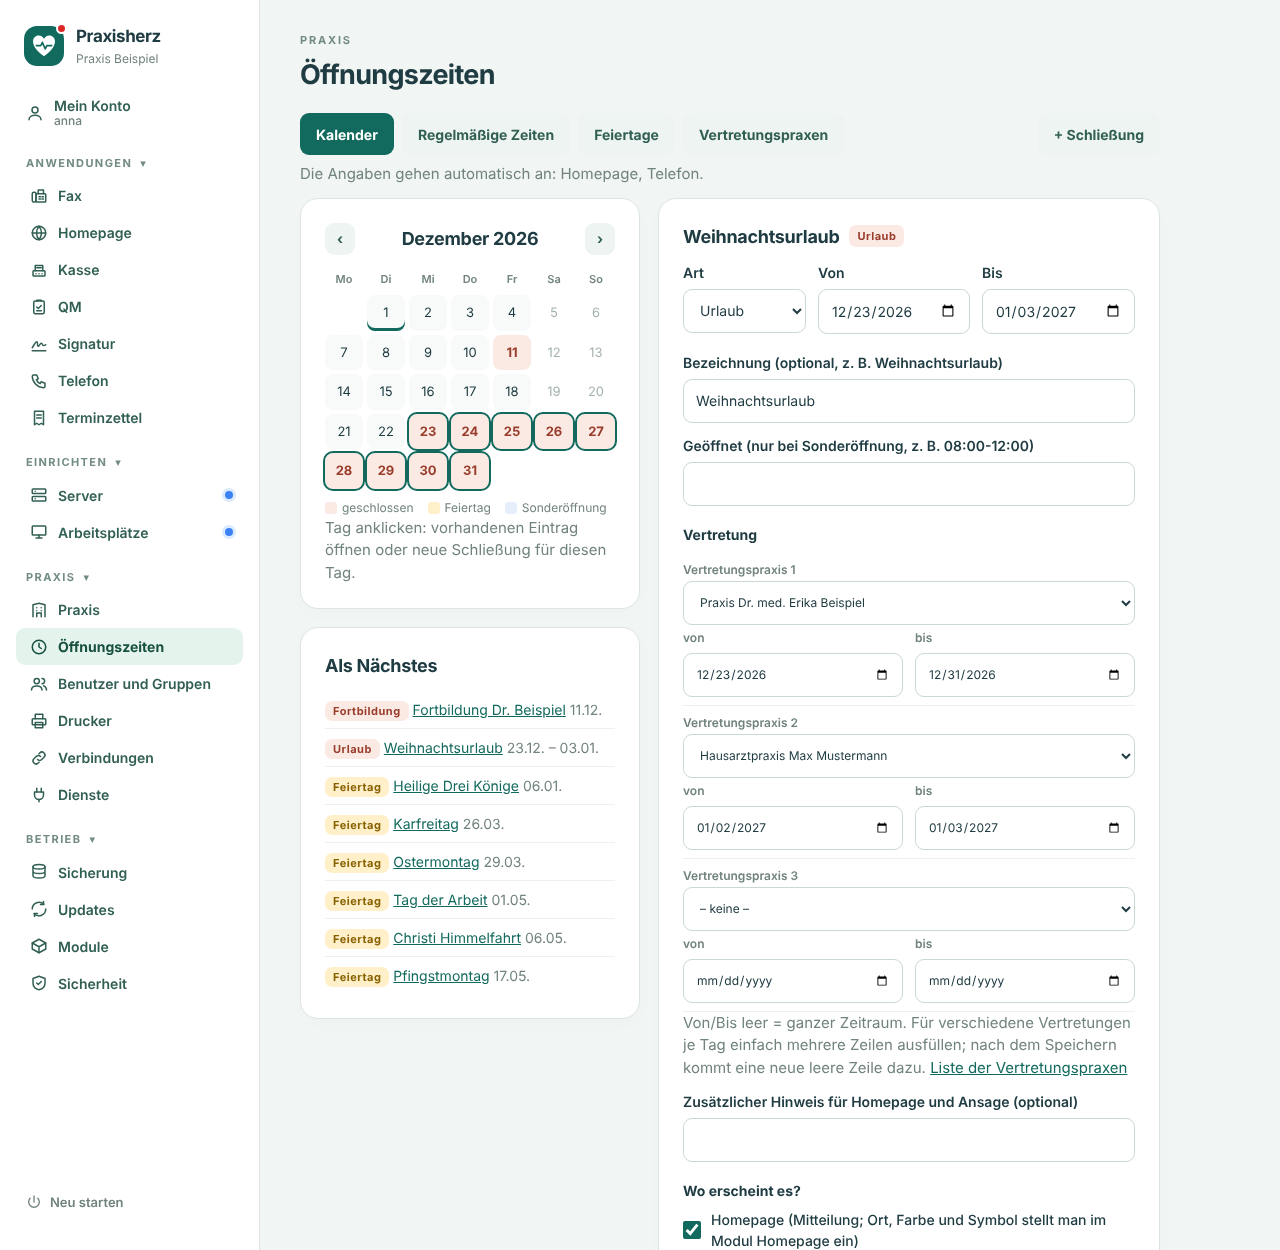 Praxisherz
Praxis Beispiel
Mein Konto
anna
ANWENDUNGEN ▾
Fax
Homepage
Kasse
QM
Signatur
Telefon
Terminzettel
EINRICHTEN ▾
Server
Arbeitsplätze
PRAXIS ▾
Praxis
Öffnungszeiten
Benutzer und Gruppen
Drucker
Verbindungen
Dienste
BETRIEB ▾
Sicherung
Updates
Module
Sicherheit
Neu starten
PRAXIS
Öffnungszeiten
Kalender Regelmäßige Zeiten Feiertage Vertretungspraxen + Schließung
Die Angaben gehen automatisch an: Homepage, Telefon.
‹ Dezember 2026 ›
Mo Di Mi Do Fr Sa So
1 2 3 4 5 6
7 8 9 10 11 12 13
14 15 16 17 18 19 20
21 22 23 24 25 26 27
28 29 30 31
geschlossen Feiertag Sonderöffnung
Tag anklicken: vorhandenen Eintrag
öffnen oder neue Schließung für diesen
Tag.
Als Nächstes
Fortbildung Fortbildung Dr. Beispiel 11.12.
Urlaub Weihnachtsurlaub 23.12. – 03.01.
Feiertag Heilige Drei Könige 06.01.
Feiertag Karfreitag 26.03.
Feiertag Ostermontag 29.03.
Feiertag Tag der Arbeit 01.05.
Feiertag Christi Himmelfahrt 06.05.
Feiertag Pfingstmontag 17.05.
Weihnachtsurlaub Urlaub
Art Von Bis
Urlaub 12/23/2026 01/03/2027
Bezeichnung (optional, z. B. Weihnachtsurlaub)
Weihnachtsurlaub
Geöffnet (nur bei Sonderöffnung, z. B. 08:00-12:00)
Vertretung
Vertretungspraxis 1
Praxis Dr. med. Erika Beispiel
von bis
12/23/2026 12/31/2026
Vertretungspraxis 2
Hausarztpraxis Max Mustermann
von bis
01/02/2027 01/03/2027
Vertretungspraxis 3
– keine –
von bis
mm/dd/yyyy mm/dd/yyyy
Von/Bis leer = ganzer Zeitraum. Für verschiedene Vertretungen
je Tag einfach mehrere Zeilen ausfüllen; nach dem Speichern
kommt eine neue leere Zeile dazu. Liste der Vertretungspraxen
Zusätzlicher Hinweis für Homepage und Ansage (optional)
Wo erscheint es?
Homepage (Mitteilung; Ort, Farbe und Symbol stellt man im
Modul Homepage ein)